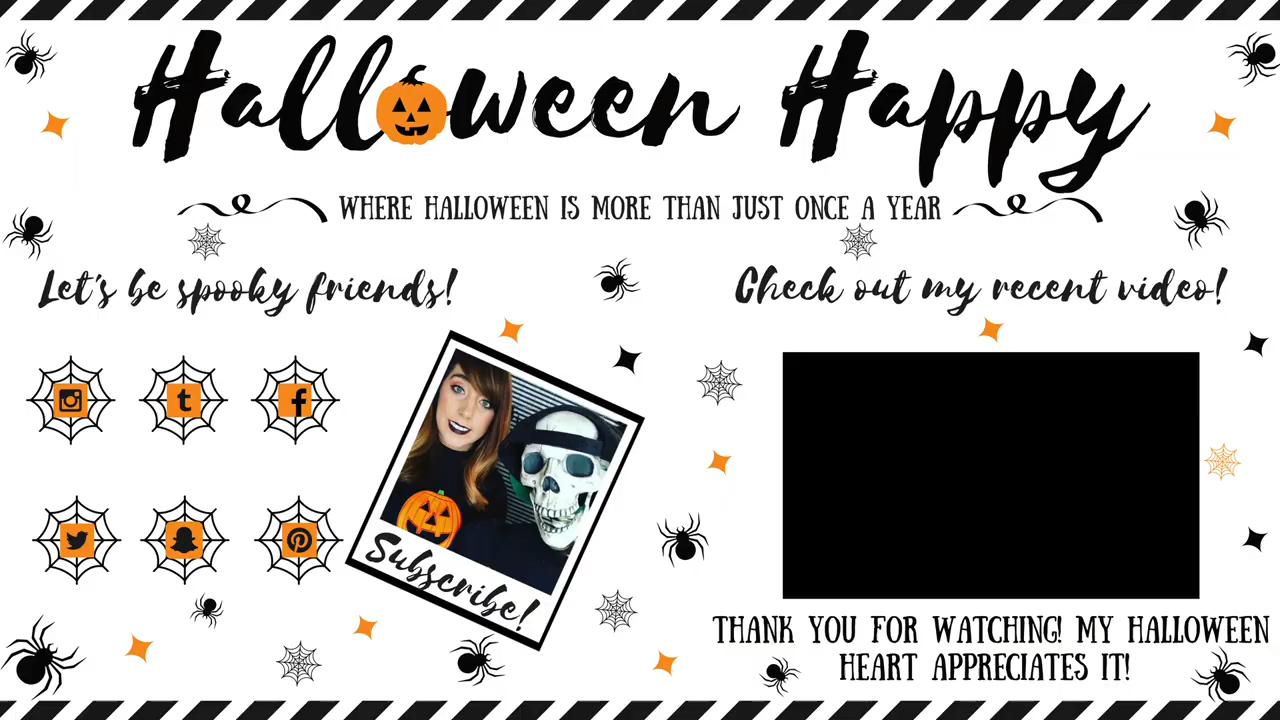 Halloween Happy
WHERE HALLOWEEN IS MORE THAN JUST ONCE A YEAR
Let's be spooky friends!
Check out my recent video!
Subscribe!
THANK YOU FOR WATCHING! MY HALLOWEEN
HEART APPRECIATES IT!